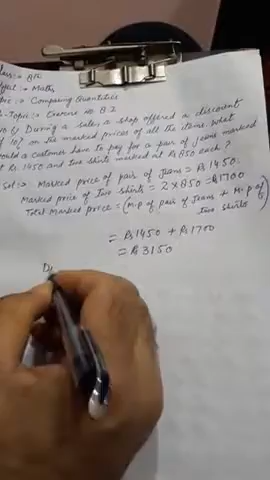 Class :→ 8th
Subject :→ Maths
Topic :→ Comparing Quantities
Sub-Topic :→ Exercise no 8.2
During a sale, a shop offered a discount
of 10% on the marked prices of all the items. What
would a customer have to pay for a pair of jeans marked
at Rs. 1450 and two shirts marked at Rs 850 each?
Sol :→ Marked price of pair of jeans = Rs 1450.
Marked price of two shirts = 2 × 850 = Rs 1700
Total Marked price = (M.p of pair of Jeans + M.p of
two shirts)
= Rs 1450 + Rs 1700
= Rs 3150